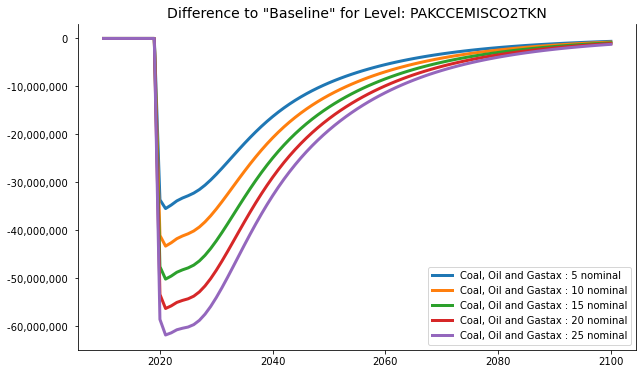 Difference to "Baseline" for Level: PAKCCEMISCO2TKN
0
-10,000,000
-20,000,000
-30,000,000
-40,000,000
-50,000,000
-60,000,000
Coal, Oil and Gastax : 5 nominal
Coal, Oil and Gastax : 10 nominal
Coal, Oil and Gastax : 15 nominal
Coal, Oil and Gastax : 20 nominal
Coal, Oil and Gastax : 25 nominal
2020 2040 2060 2080 2100